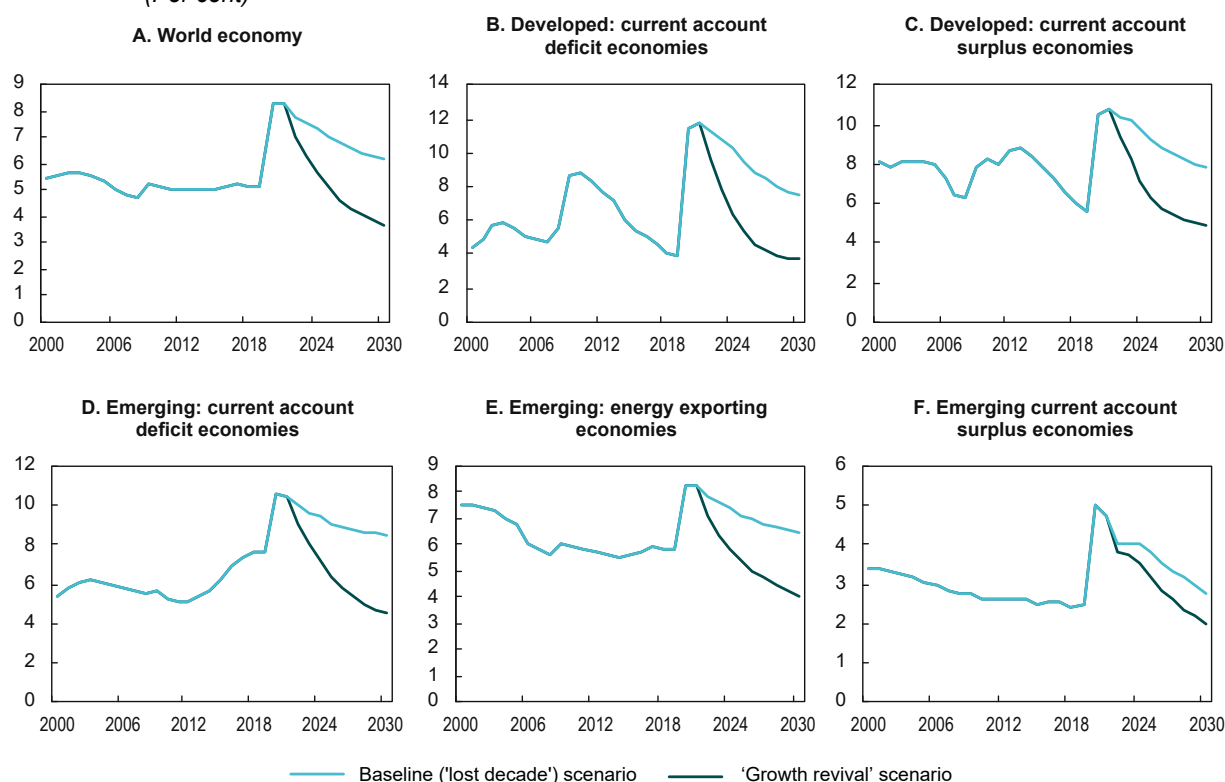 (Per cent)
A. World economy
B. Developed: current account
deficit economies
C. Developed: current account
surplus economies
9
8
7
6
5
4
3
2
1
0
2000 2006 2012 2018 2024 2030
14
12
10
8
6
4
2
0
2000 2006 2012 2018 2024 2030
12
10
8
6
4
2
0
2000 2006 2012 2018 2024 2030
D. Emerging: current account
deficit economies
E. Emerging: energy exporting
economies
F. Emerging current account
surplus economies
12
10
8
6
4
2
0
2000 2006 2012 2018 2024 2030
9
8
7
6
5
4
3
2
1
0
2000 2006 2012 2018 2024 2030
6
5
4
3
2
1
0
2000 2006 2012 2018 2024 2030
Baseline ('lost decade') scenario ‘Growth revival’ scenario